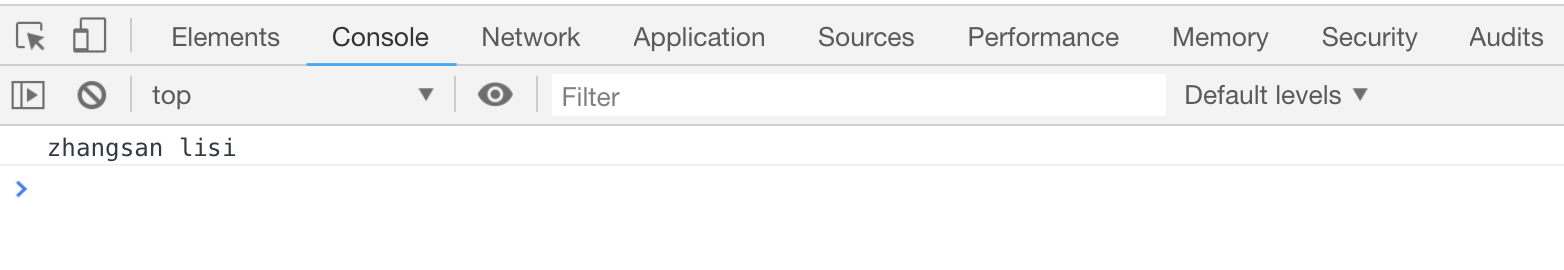 Elements Console Network Application Sources Performance Memory Security Audits
top Filter Default levels
zhangsan lisi